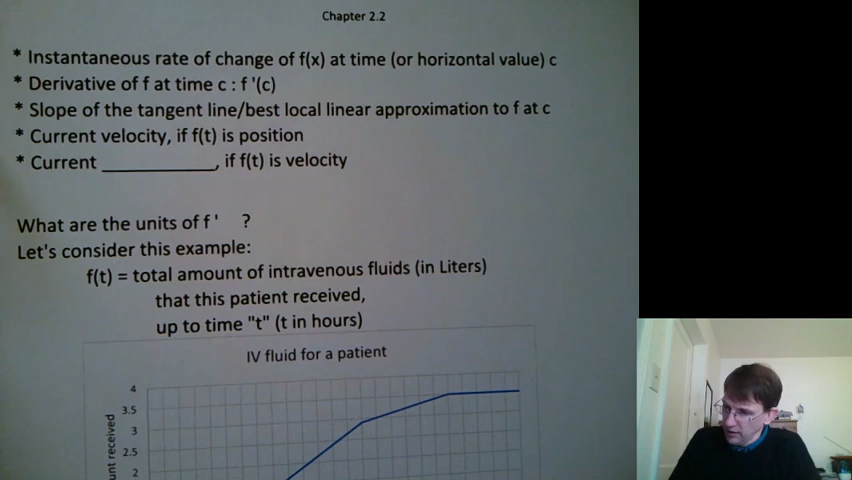 Chapter 2.2
* Instantaneous rate of change of f(x) at time (or horizontal value) c
* Derivative of f at time c : f '(c)
* Slope of the tangent line/best local linear approximation to f at c
* Current velocity, if f(t) is position
* Current ____________, if f(t) is velocity
What are the units of f ' ?
Let's consider this example:
f(t) = total amount of intravenous fluids (in Liters)
that this patient received,
up to time "t" (t in hours)
IV fluid for a patient
4
3.5
3
2.5
2
received